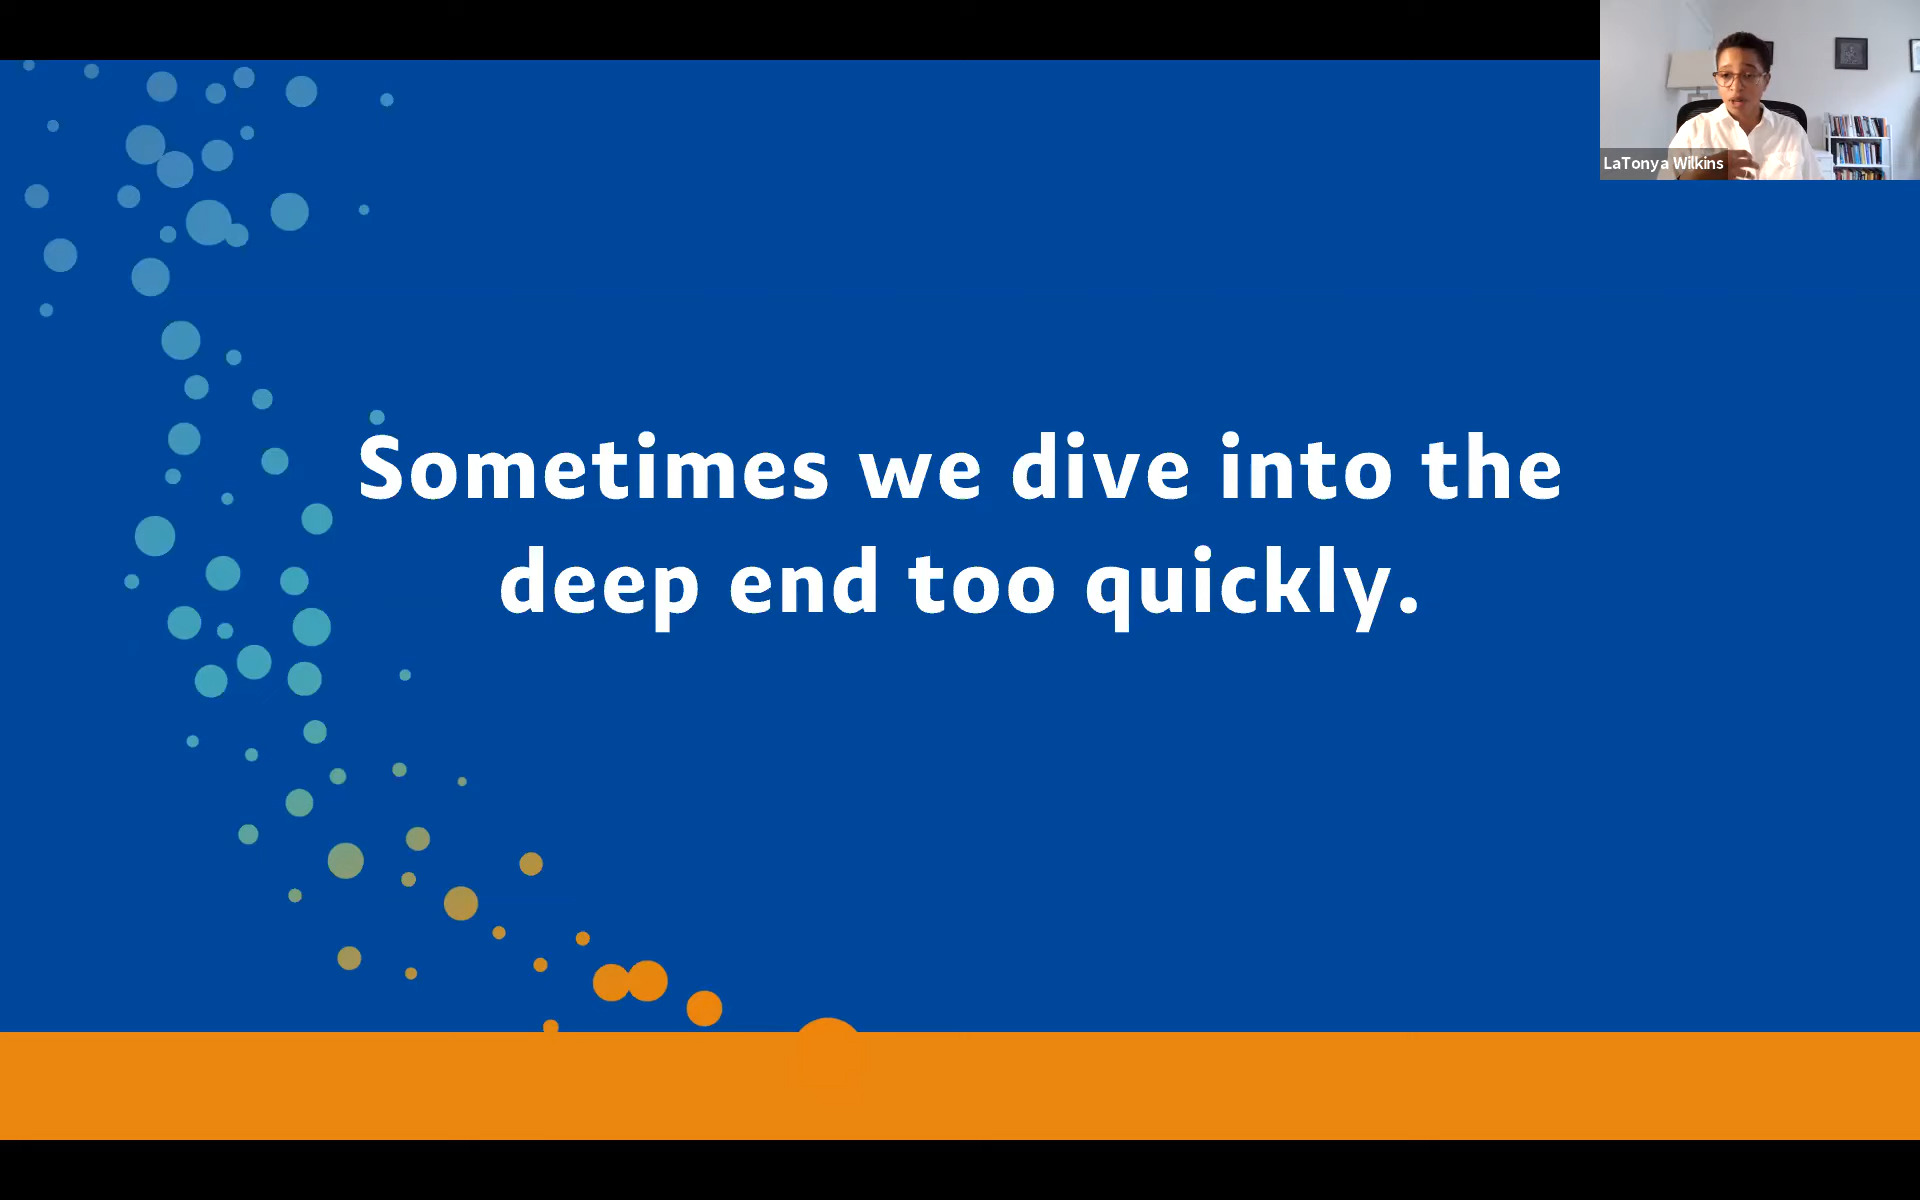 LaTonya Wilkins
Sometimes we dive into the
deep end too quickly.